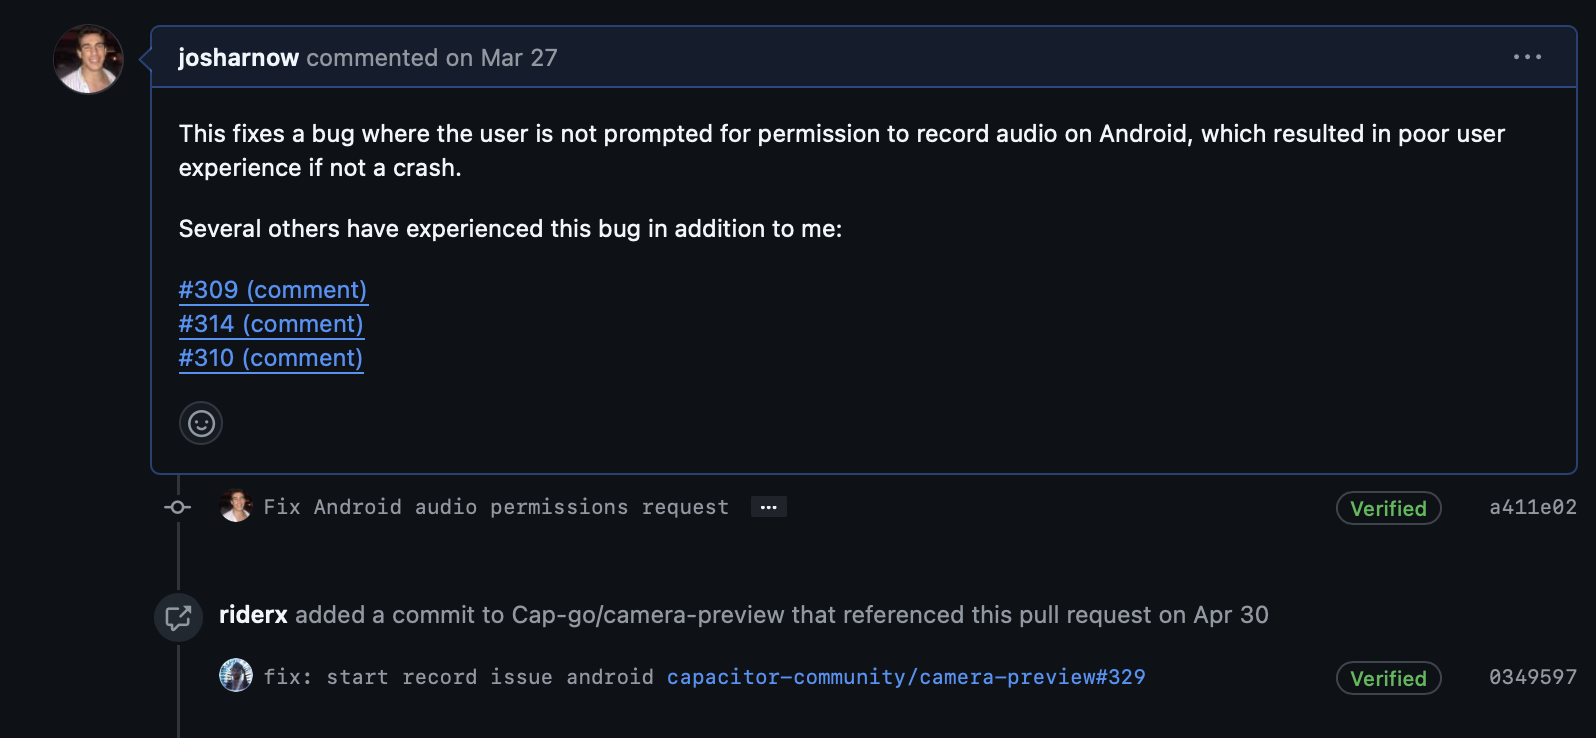 josharnow commented on Mar 27
This fixes a bug where the user is not prompted for permission to record audio on Android, which resulted in poor user
experience if not a crash.
Several others have experienced this bug in addition to me:
#309 (comment)
#314 (comment)
#310 (comment)
Fix Android audio permissions request ... Verified a411e02
riderx added a commit to Cap-go/camera-preview that referenced this pull request on Apr 30
fix: start record issue android capacitor-community/camera-preview#329 Verified 0349597